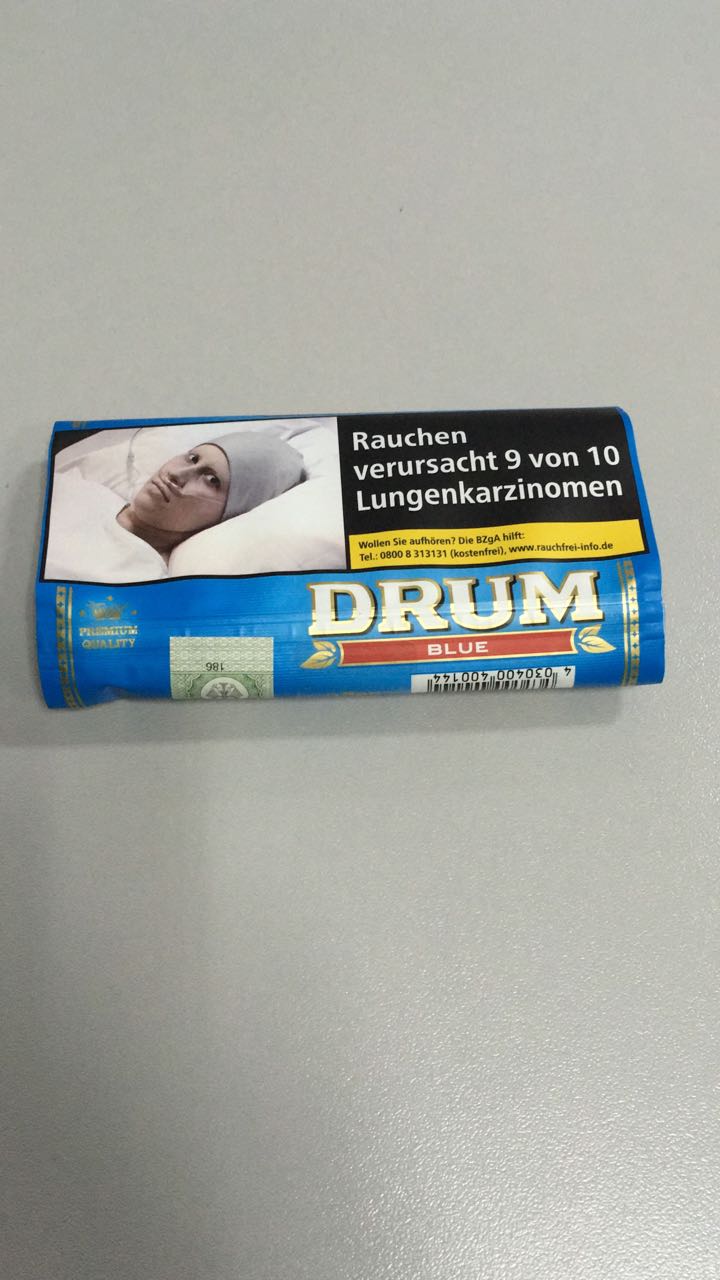 Rauchen
verursacht 9 von 10
Lungenkarzinomen
Wollen Sie aufhören? Die BZgA hilft:
Tel.: 0800 8 313131 (kostenfrei), www.rauchfrei-info.de
PREMIUM
QUALITY
DRUM
BLUE
186
4 030400 400144